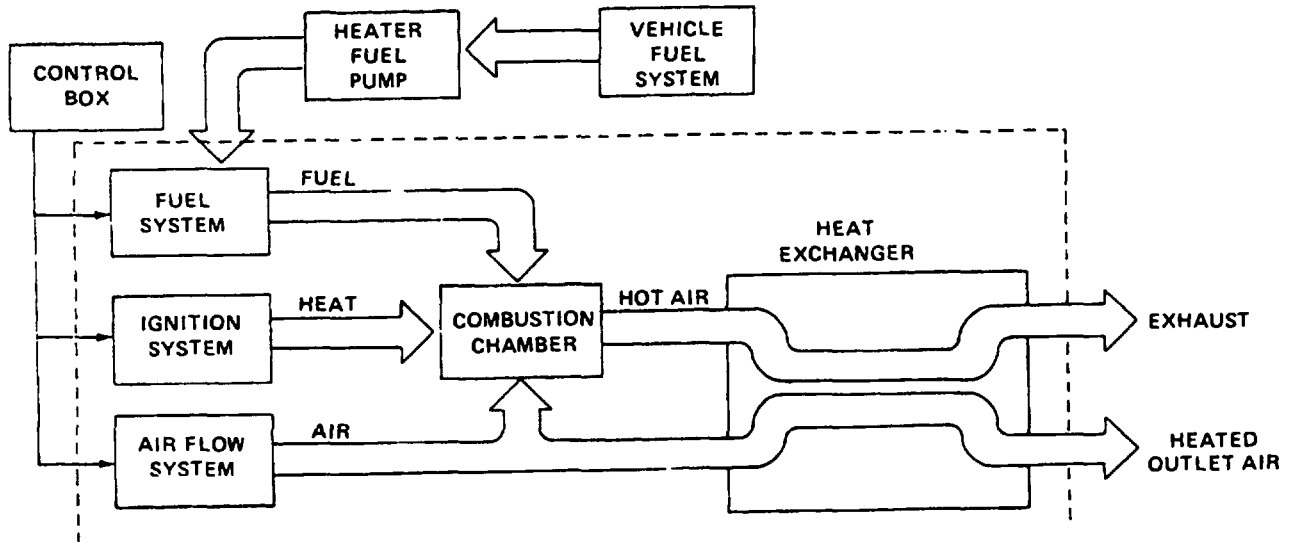 HEATER
FUEL
PUMP
VEHICLE
FUEL
SYSTEM
CONTROL
BOX
FUEL
SYSTEM
FUEL
HEAT
EXCHANGER
IGNITION
SYSTEM
HEAT
COMBUSTION
CHAMBER
HOT AIR
EXHAUST
AIR FLOW
SYSTEM
AIR
HEATED
OUTLET AIR